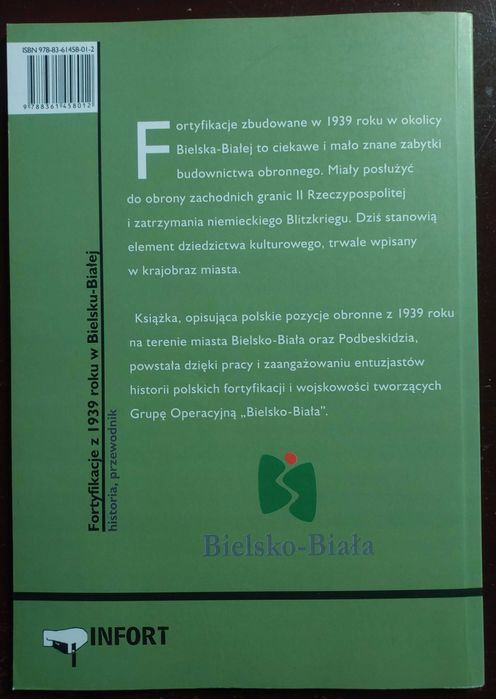 ISBN 978-83-61458-01-2
9 788361 458012
Fortyfikacje zbudowane w 1939 roku w okolicy
Bielska-Białej to ciekawe i mało znane zabytki
budownictwa obronnego. Miały posłużyć
do obrony zachodnich granic II Rzeczypospolitej
i zatrzymania niemieckiego Blitzkriegu. Dziś stanowią
element dziedzictwa kulturowego, trwale wpisany
w krajobraz miasta.
Książka, opisująca polskie pozycje obronne z 1939 roku
na terenie miasta Bielsko-Biała oraz Podbeskidzia,
powstała dzięki pracy i zaangażowaniu entuzjastów
historii polskich fortyfikacji i wojskowości tworzących
Grupę Operacyjną „Bielsko-Biała”.
Fortyfikacje z 1939 roku w Bielsku-Białej
historia, przewodnik
Bielsko-Biała
INFORT